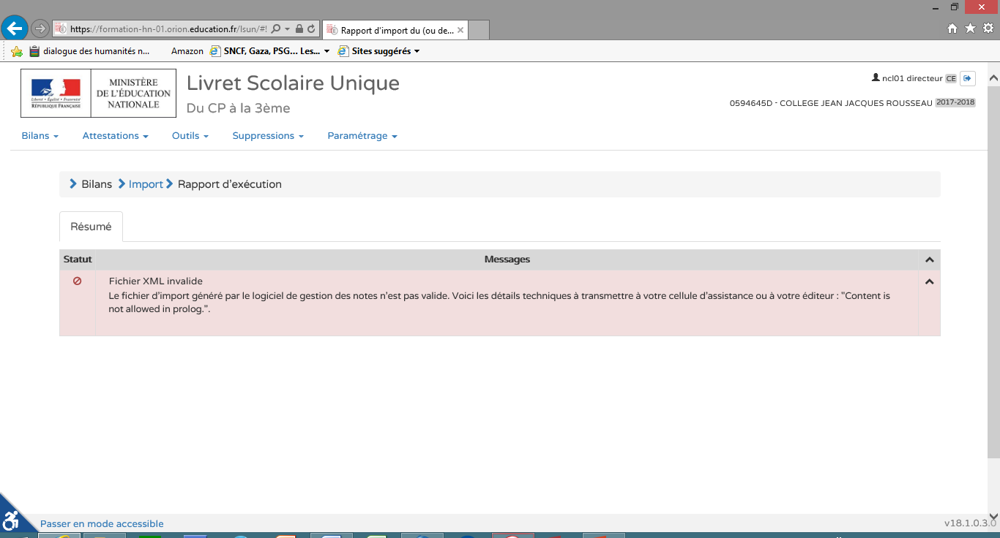 https://formation-hn-01.orion.education.fr/lsun/#!
Rapport d'import du (ou de...
dialogue des humanités n...
Amazon
SNCF, Gaza, PSG... Les...
Sites suggérés
Liberté • Égalité • Fraternité
RÉPUBLIQUE FRANÇAISE
MINISTÈRE
DE L'ÉDUCATION
NATIONALE
Livret Scolaire Unique
Du CP à la 3ème
ncl01 directeur CE
0594645D - COLLEGE JEAN JACQUES ROUSSEAU 2017-2018
Bilans Attestations Outils Suppressions Paramétrage
Bilans Import Rapport d'exécution
Résumé
Statut Messages
Fichier XML invalide
Le fichier d'import généré par le logiciel de gestion des notes n'est pas valide. Voici les détails techniques à transmettre à votre cellule d'assistance ou à votre éditeur : "Content is
not allowed in prolog.".
Passer en mode accessible
v18.1.0.3.0